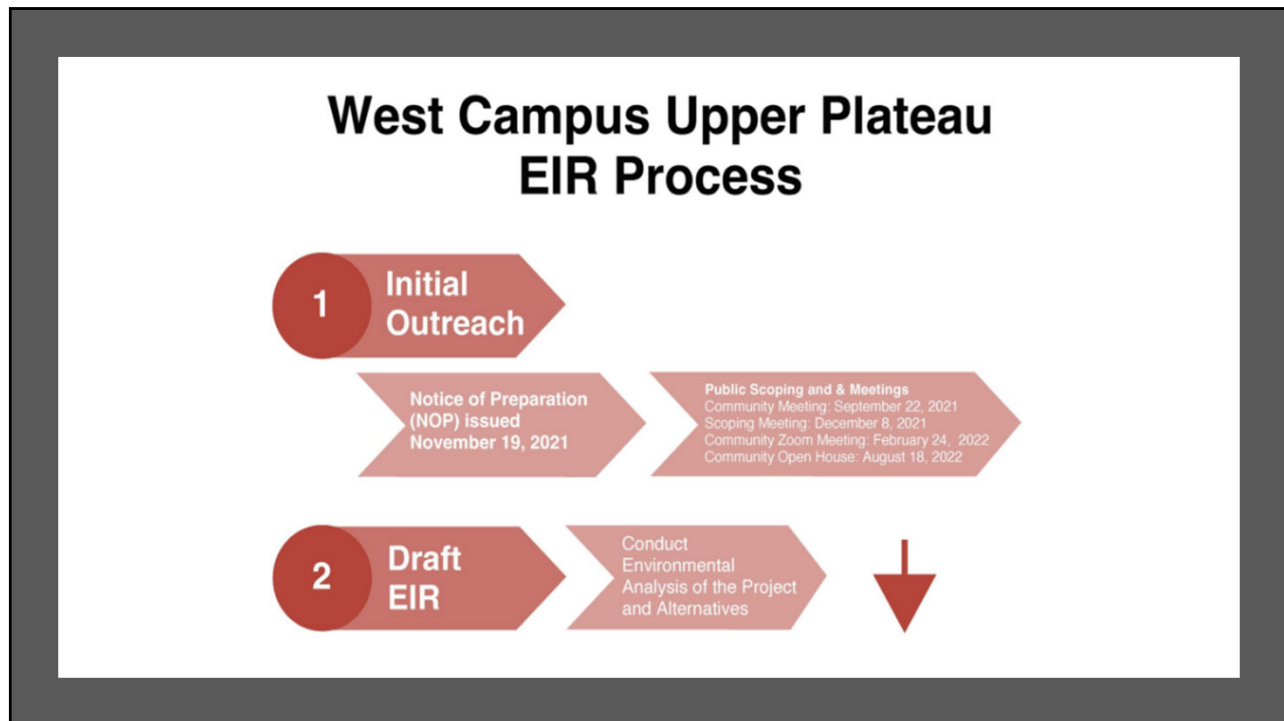 West Campus Upper Plateau
EIR Process
1
Initial
Outreach
Notice of Preparation
(NOP) issued
November 19, 2021
Public Scoping and & Meetings
Community Meeting: September 22, 2021
Scoping Meeting: December 8, 2021
Community Zoom Meeting: February 24, 2022
Community Open House: August 18, 2022
2
Draft
EIR
Conduct
Environmental
Analysis of the Project
and Alternatives